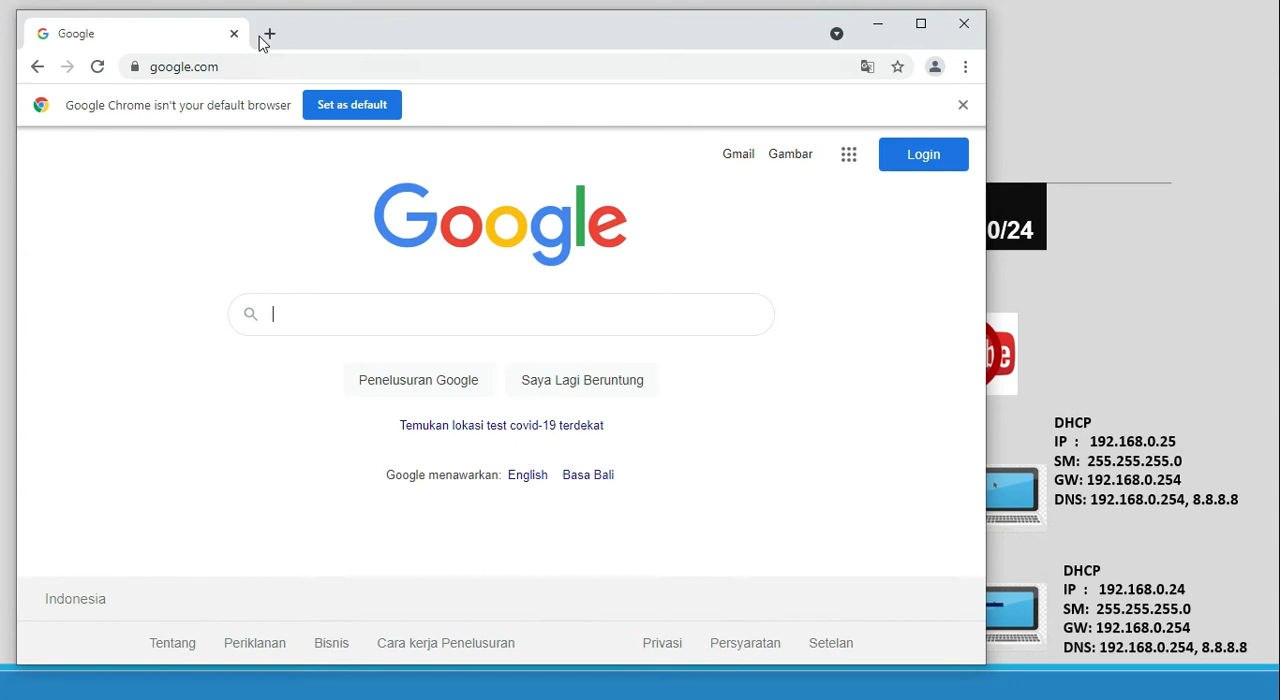 Google
google.com
Google Chrome isn't your default browser Set as default
Gmail Gambar Login
Google
Penelusuran Google Saya Lagi Beruntung
Temukan lokasi test covid-19 terdekat
Google menawarkan: English Basa Bali
Indonesia
Tentang Periklanan Bisnis Cara kerja Penelusuran Privasi Persyaratan Setelan
0/24
be
DHCP
IP : 192.168.0.25
SM: 255.255.255.0
GW: 192.168.0.254
DNS: 192.168.0.254, 8.8.8.8
DHCP
IP : 192.168.0.24
SM: 255.255.255.0
GW: 192.168.0.254
DNS: 192.168.0.254, 8.8.8.8